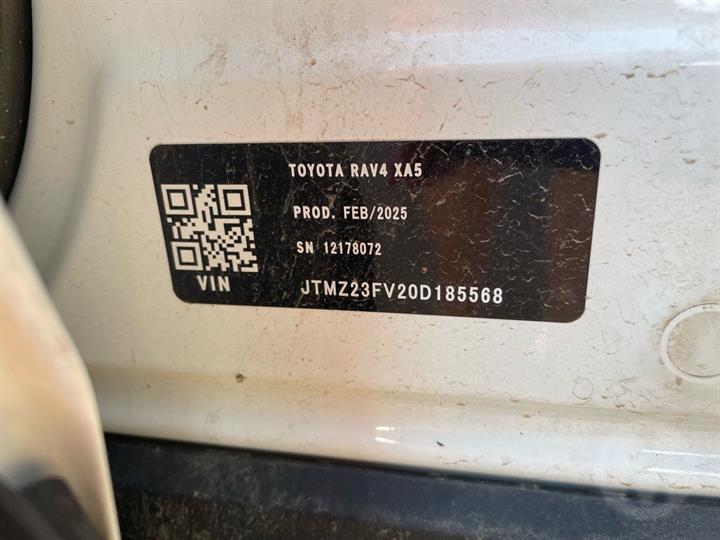 TOYOTA RAV4 XA5
PROD. FEB/2025
SN 12178072
VIN
JTMZ23FV20D185568